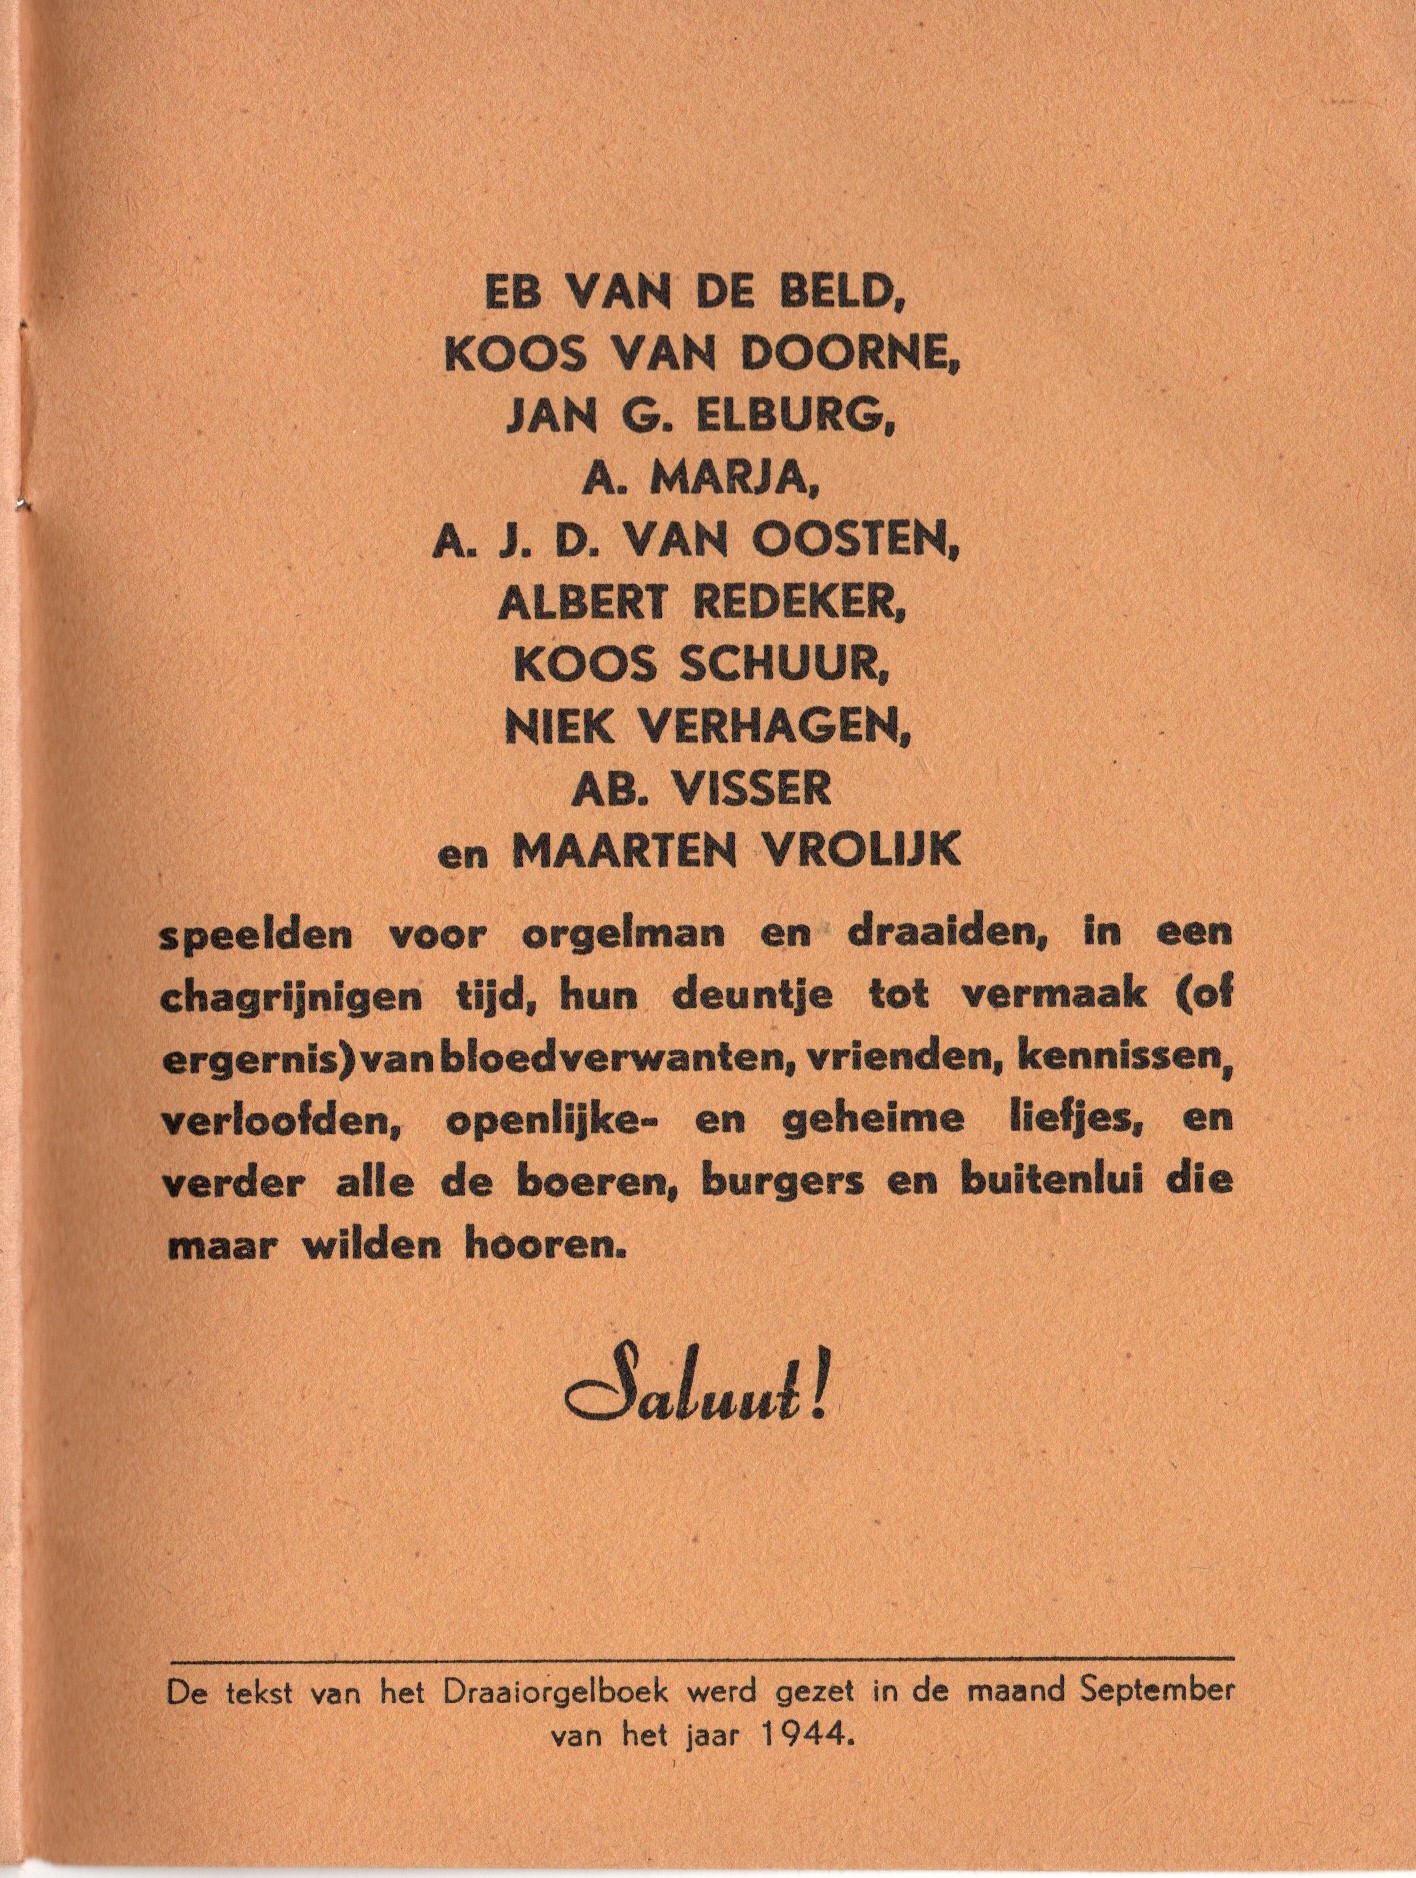 EB VAN DE BELD,
KOOS VAN DOORNE,
JAN G. ELBURG,
A. MARJA,
A. J. D. VAN OOSTEN,
ALBERT REDEKER,
KOOS SCHUUR,
NIEK VERHAGEN,
AB. VISSER
en MAARTEN VROLIJK
speelden voor orgelman en draaiden, in een
chagrijnigen tijd, hun deuntje tot vermaak (of
ergernis) van bloedverwanten, vrienden, kennissen,
verloofden, openlijke- en geheime liefjes, en
verder alle de boeren, burgers en buitenlui die
maar wilden hooren.
Saluut!
De tekst van het Draaiorgelboek werd gezet in de maand September
van het jaar 1944.